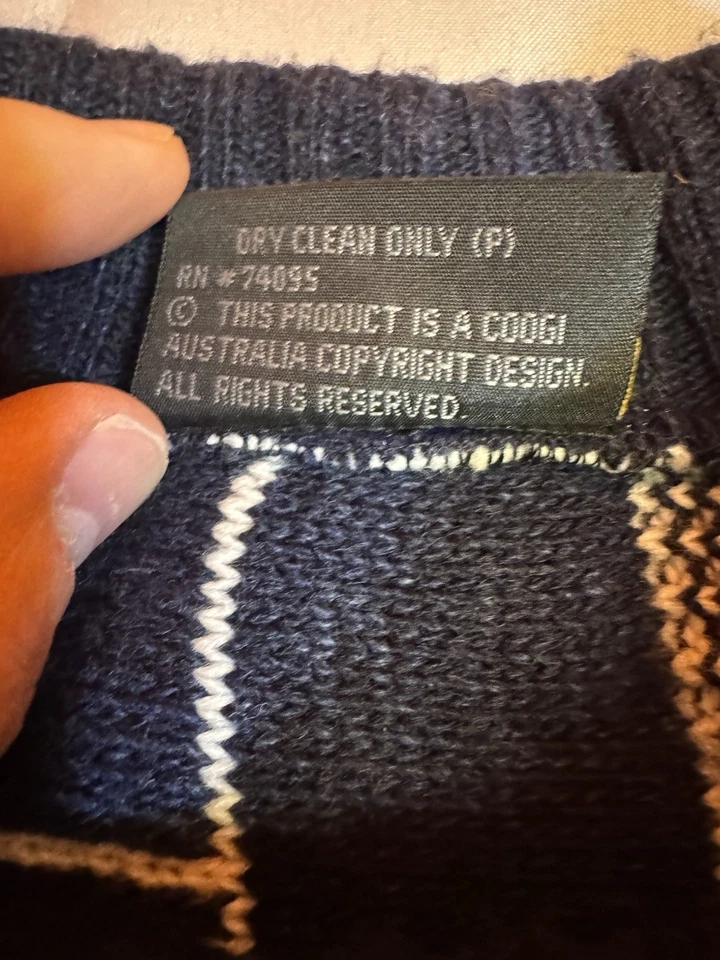 DRY CLEAN ONLY (P)
RN #74095
© THIS PRODUCT IS A COOGI
AUSTRALIA COPYRIGHT DESIGN.
ALL RIGHTS RESERVED.